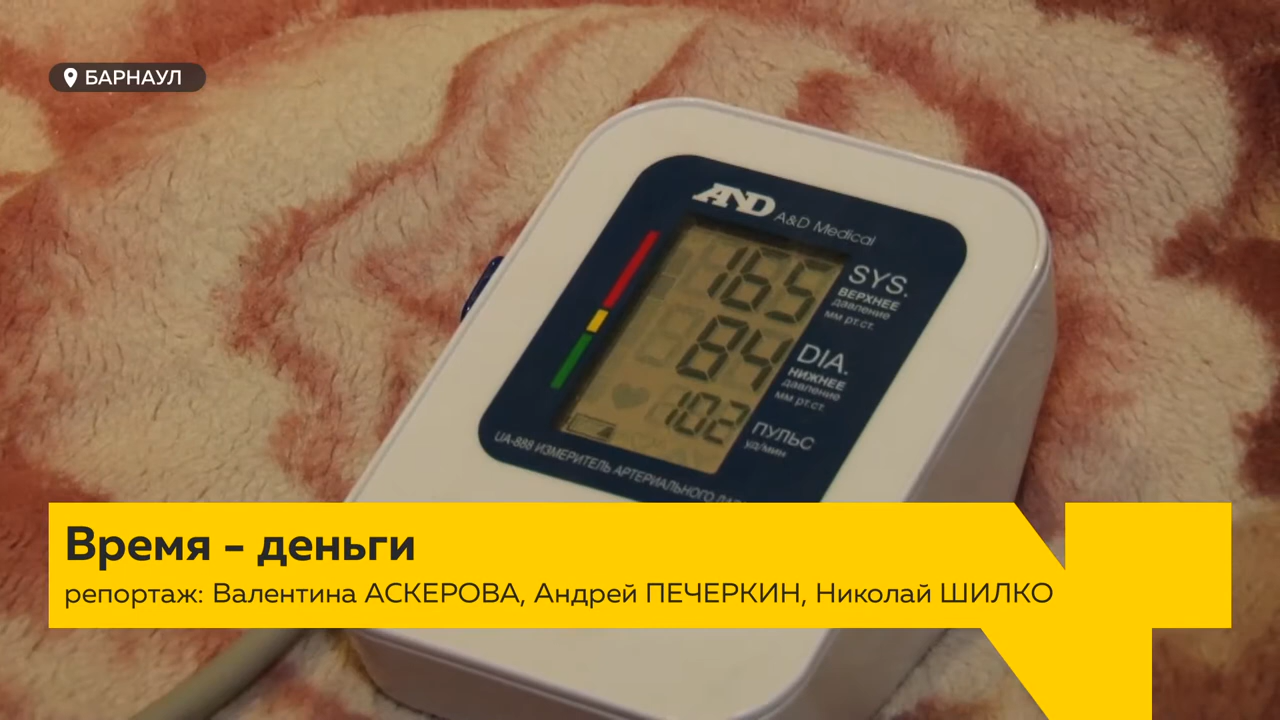 БАРНАУЛ
AND A&D Medical
165
SYS.
ВЕРХНЕЕ
давление
мм рт.ст.
84
DIA.
НИЖНЕЕ
давление
мм рт.ст.
102
ПУЛЬС
уд/мин
UA-888 ИЗМЕРИТЕЛЬ АРТЕРИАЛЬНОГО
Время - деньги
репортаж: Валентина АСКЕРОВА, Андрей ПЕЧЕРКИН, Николай ШИЛКО